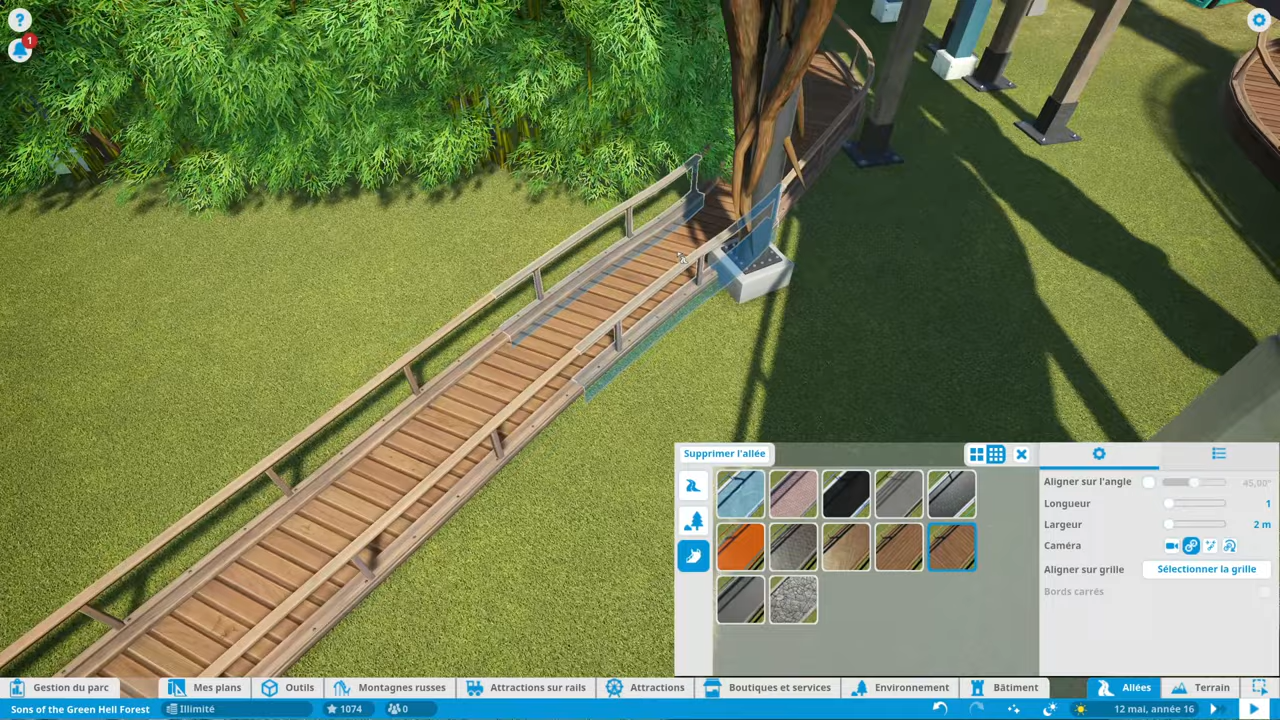 ?
1
Supprimer l'allée
Aligner sur l'angle 45,00°
Longueur 1
Largeur 2 m
Caméra
Aligner sur grille Sélectionner la grille
Bords carrés
Gestion du parc Mes plans Outils Montagnes russes Attractions sur rails Attractions Boutiques et services Environnement Bâtiment Allées Terrain
Sons of the Green Hell Forest Illimité 1074 0 12 mai, année 16